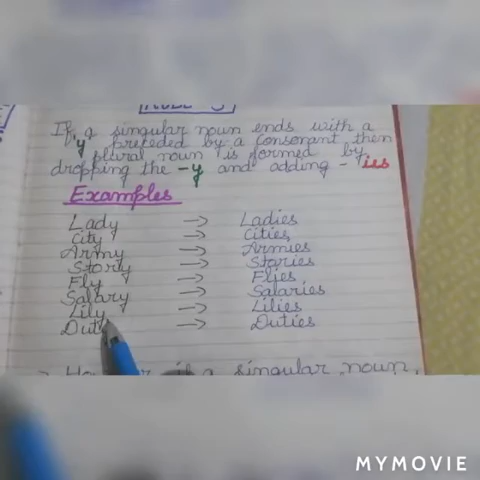 If a singular noun ends with a
'y' preceded by a consonant then
plural noun is formed by
dropping the -y and adding - 'ies
Examples
Lady → Ladies
City → Cities
Army → Armies
Story → Stories
Fly → Flies
Salary → Salaries
Lily → Lilies
Dut → Duties
if a singular noun,
MYMOVIE